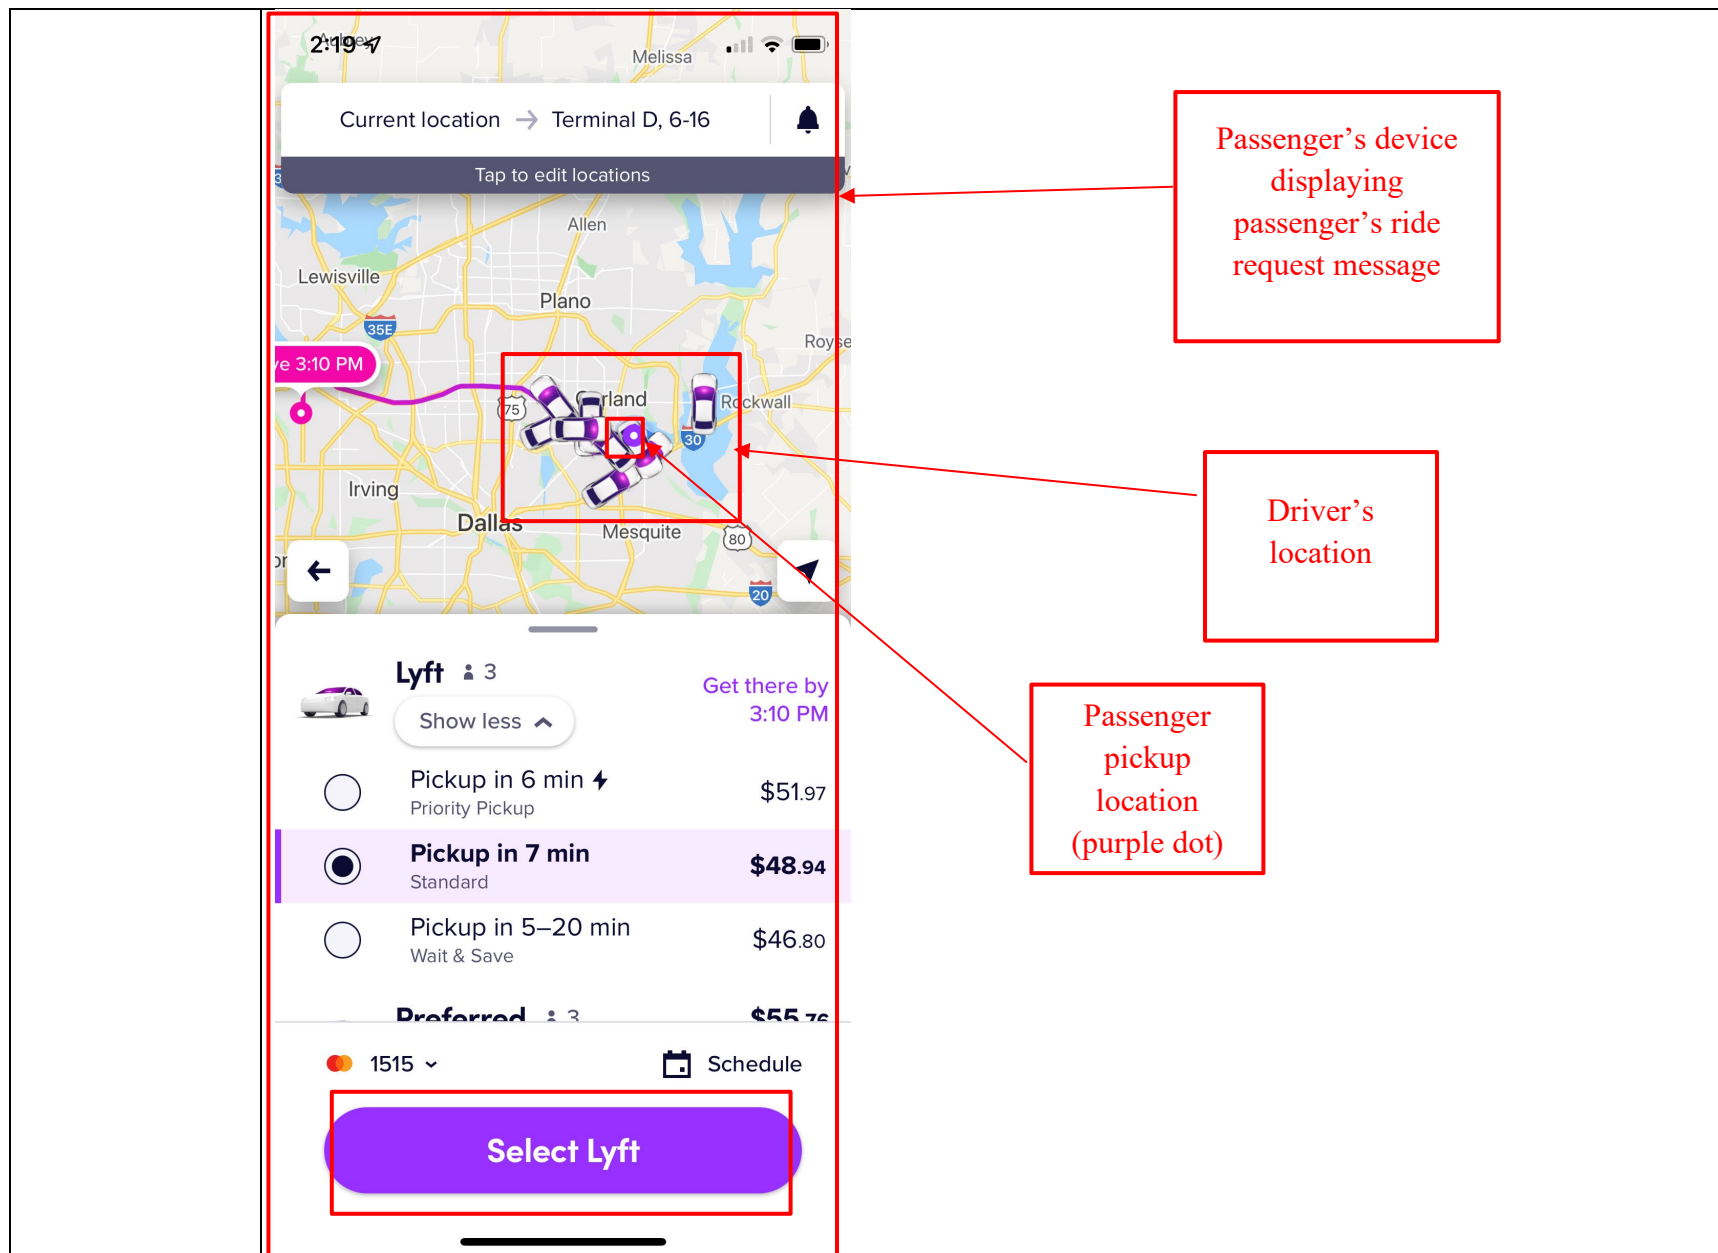 2:19
Melissa
Current location → Terminal D, 6-16
Tap to edit locations
Allen
Lewisville
Plano
35E
Royse
ve 3:10 PM
75
Rockwall
30
Irving
Dallas
Mesquite
80
20
Lyft 3
Show less
Get there by
3:10 PM
Pickup in 6 min
Priority Pickup
$51.97
Pickup in 7 min
Standard
$48.94
Pickup in 5–20 min
Wait & Save
$46.80
Preferred 3
$55.76
1515
Schedule
Select Lyft
Passenger’s device
displaying
passenger’s ride
request message
Driver’s
location
Passenger
pickup
location
(purple dot)